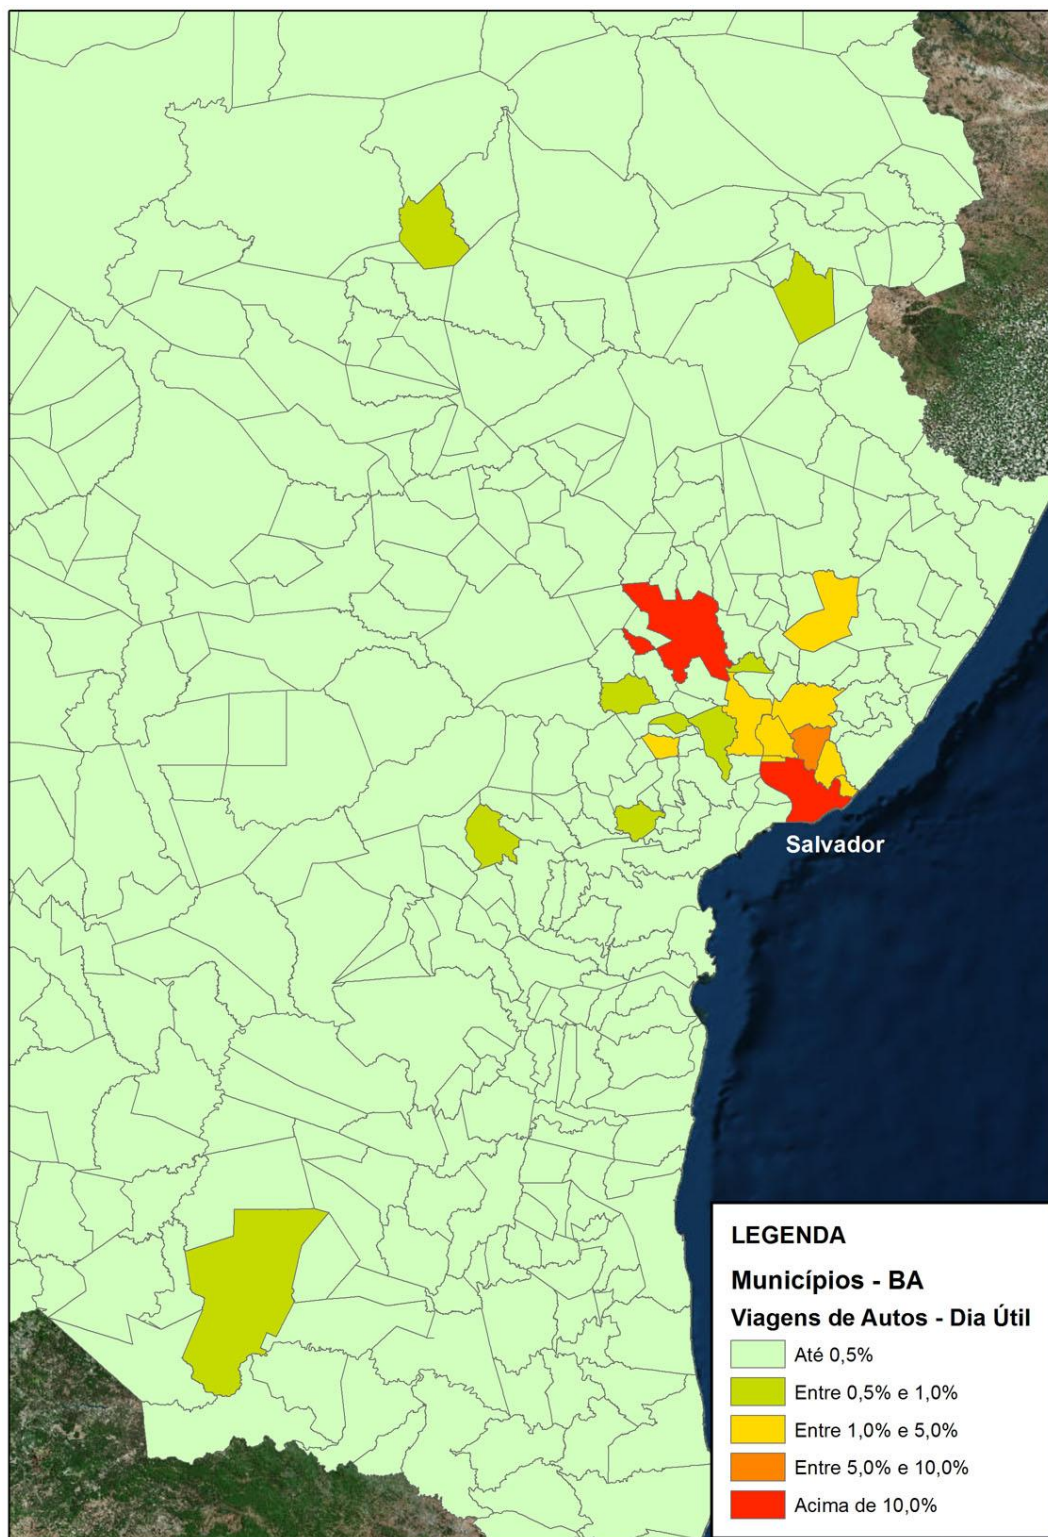 Salvador
LEGENDA
Municípios - BA
Viagens de Autos - Dia Útil
Até 0,5%
Entre 0,5% e 1,0%
Entre 1,0% e 5,0%
Entre 5,0% e 10,0%
Acima de 10,0%